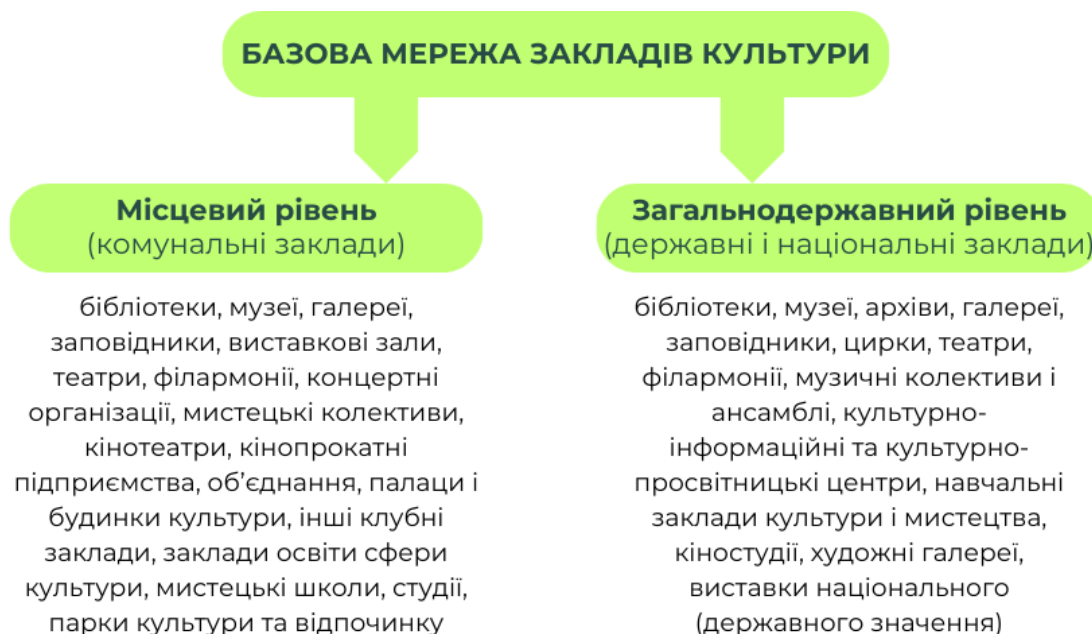 БАЗОВА МЕРЕЖА ЗАКЛАДІВ КУЛЬТУРИ
Місцевий рівень
(комунальні заклади)
бібліотеки, музеї, галереї,
заповідники, виставкові зали,
театри, філармонії, концертні
організації, мистецькі колективи,
кінотеатри, кінопрокатні
підприємства, об’єднання, палаци і
будинки культури, інші клубні
заклади, заклади освіти сфери
культури, мистецькі школи, студії,
парки культури та відпочинку
Загальнодержавний рівень
(державні і національні заклади)
бібліотеки, музеї, архіви, галереї,
заповідники, цирки, театри,
філармонії, музичні колективи і
ансамблі, культурно-
інформаційні та культурно-
просвітницькі центри, навчальні
заклади культури і мистецтва,
кіностудії, художні галереї,
виставки національного
(державного значення)